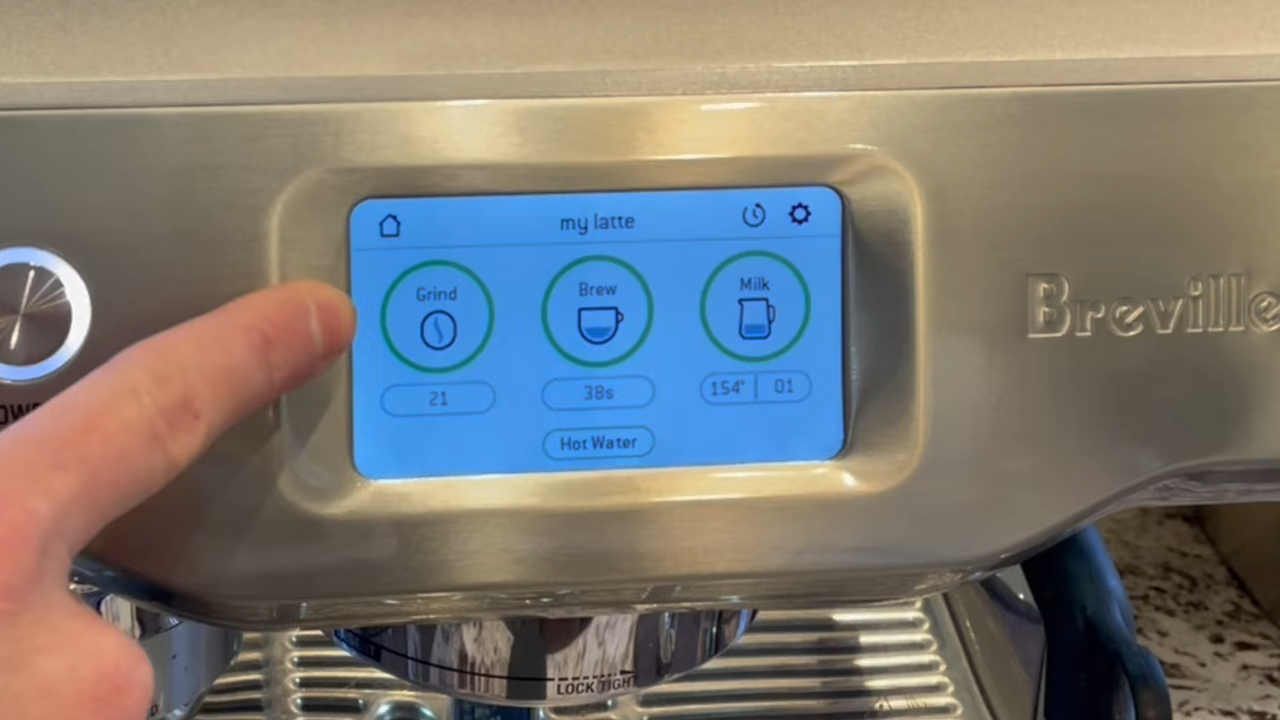 my latte
Grind
Brew
Milk
21
38s
154° | 01
Hot Water
Breville
LOCK TIGHT